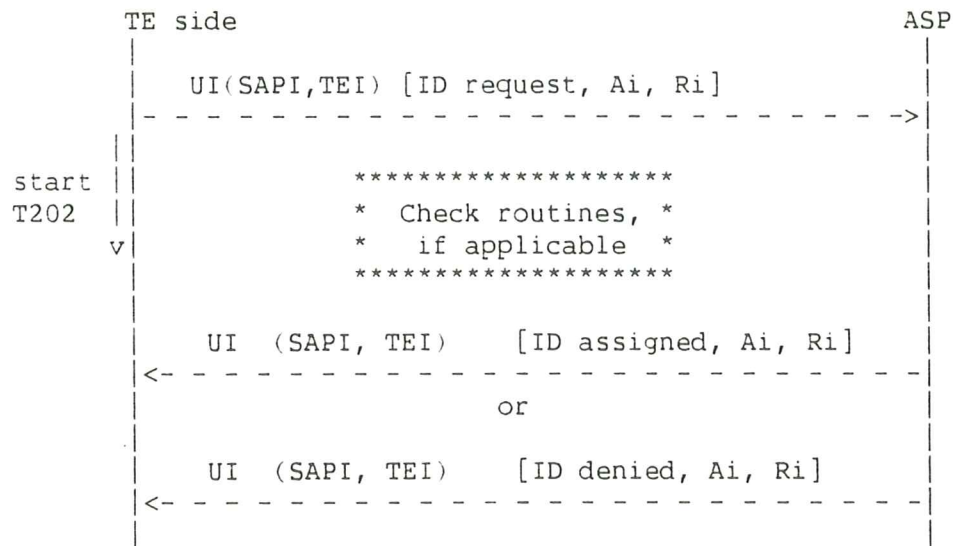 TE side ASP
UI(SAPI,TEI) [ID request, Ai, Ri]
- - - - - - - - - - - - - - - - - - - - - - - - - - - ->
start
T202
v
********************
* Check routines, *
* if applicable *
********************
UI (SAPI, TEI) [ID assigned, Ai, Ri]
<- - - - - - - - - - - - - - - - - - - - - - - - - - - -
or
UI (SAPI, TEI) [ID denied, Ai, Ri]
<- - - - - - - - - - - - - - - - - - - - - - - - - - - -